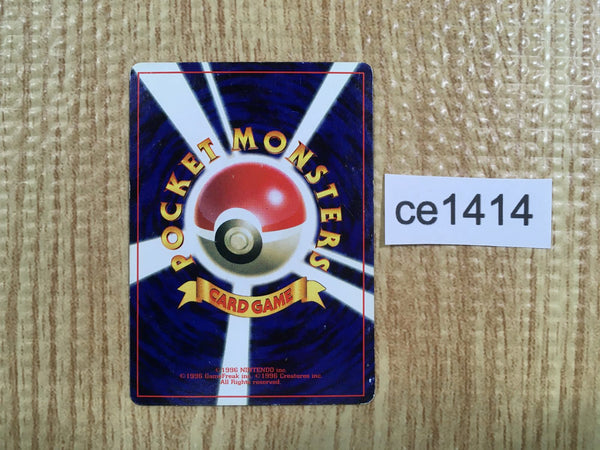 POCKET MONSTERS
CARD GAME
ce1414
©1996 NINTENDO inc.
©1996 GameFreak inc. ©1996 Creatures inc.
All Rights reserved.